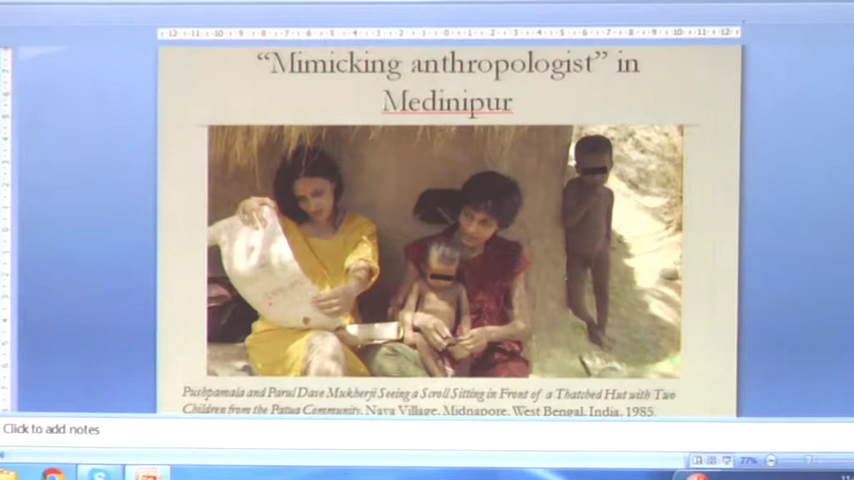 “Mimicking anthropologist” in
Medinipur
Pushpamala and Parul Dave Mukherji Seeing a Scroll Sitting in Front of a Thatched Hut with Two
Children from the Patua Community, Naya Village, Midnapore, West Bengal, India, 1985.
Click to add notes
77%